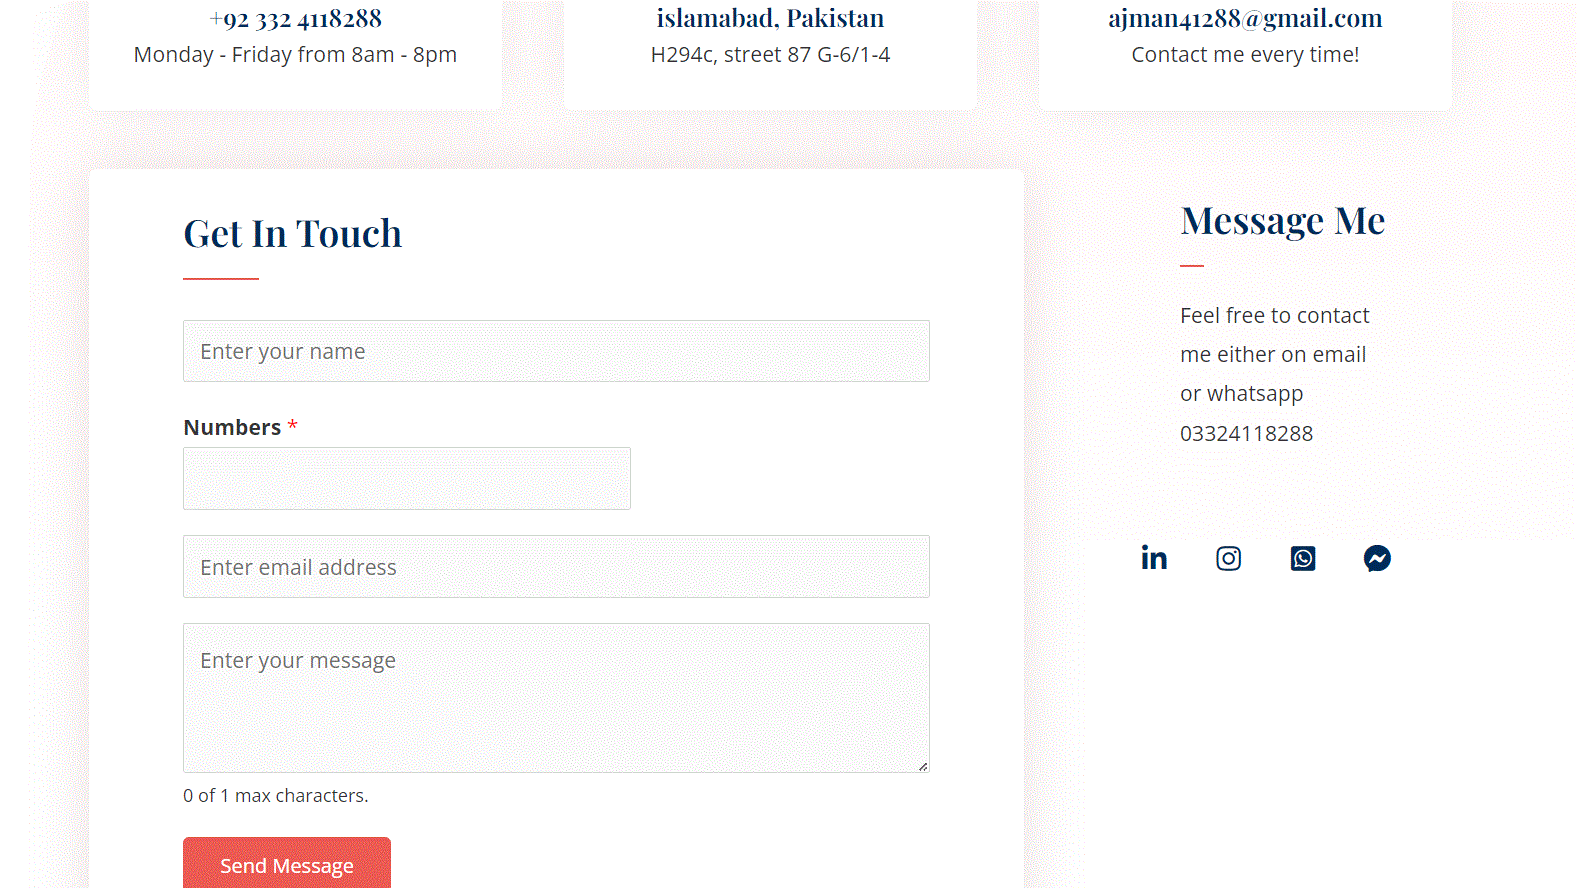 +92 332 4118288
Monday - Friday from 8am - 8pm
islamabad, Pakistan
H294c, street 87 G-6/1-4
ajman41288@gmail.com
Contact me every time!
Get In Touch
Enter your name
Numbers *
Enter email address
Enter your message
0 of 1 max characters.
Send Message
Message Me
Feel free to contact
me either on email
or whatsapp
03324118288
in